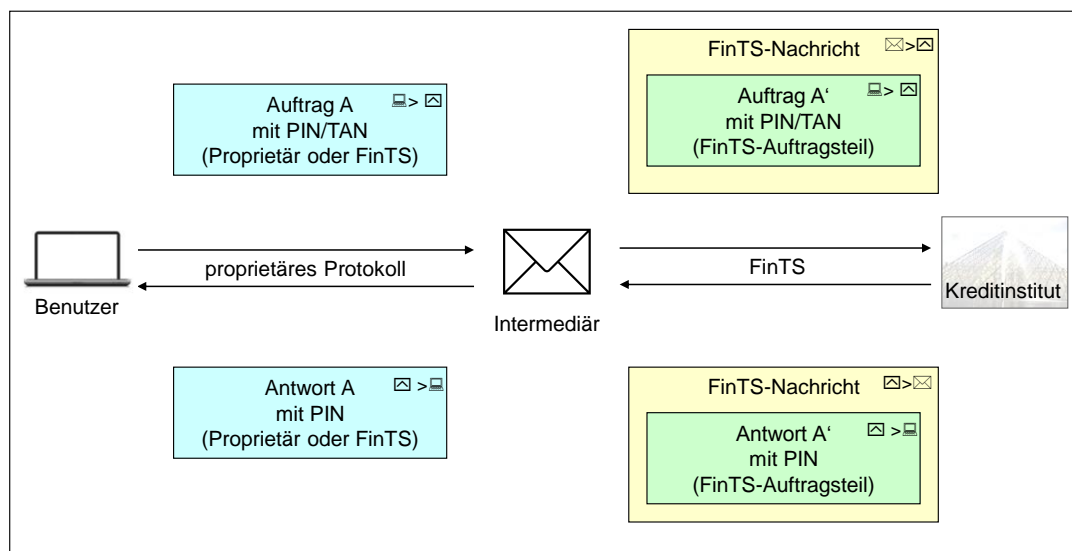 FinTS-Nachricht
Auftrag A
mit PIN/TAN
(Proprietär oder FinTS)
Auftrag A‘
mit PIN/TAN
(FinTS-Auftragsteil)
proprietäres Protokoll
FinTS
Benutzer
Intermediär
Kreditinstitut
Antwort A
mit PIN
(Proprietär oder FinTS)
FinTS-Nachricht
Antwort A‘
mit PIN
(FinTS-Auftragsteil)